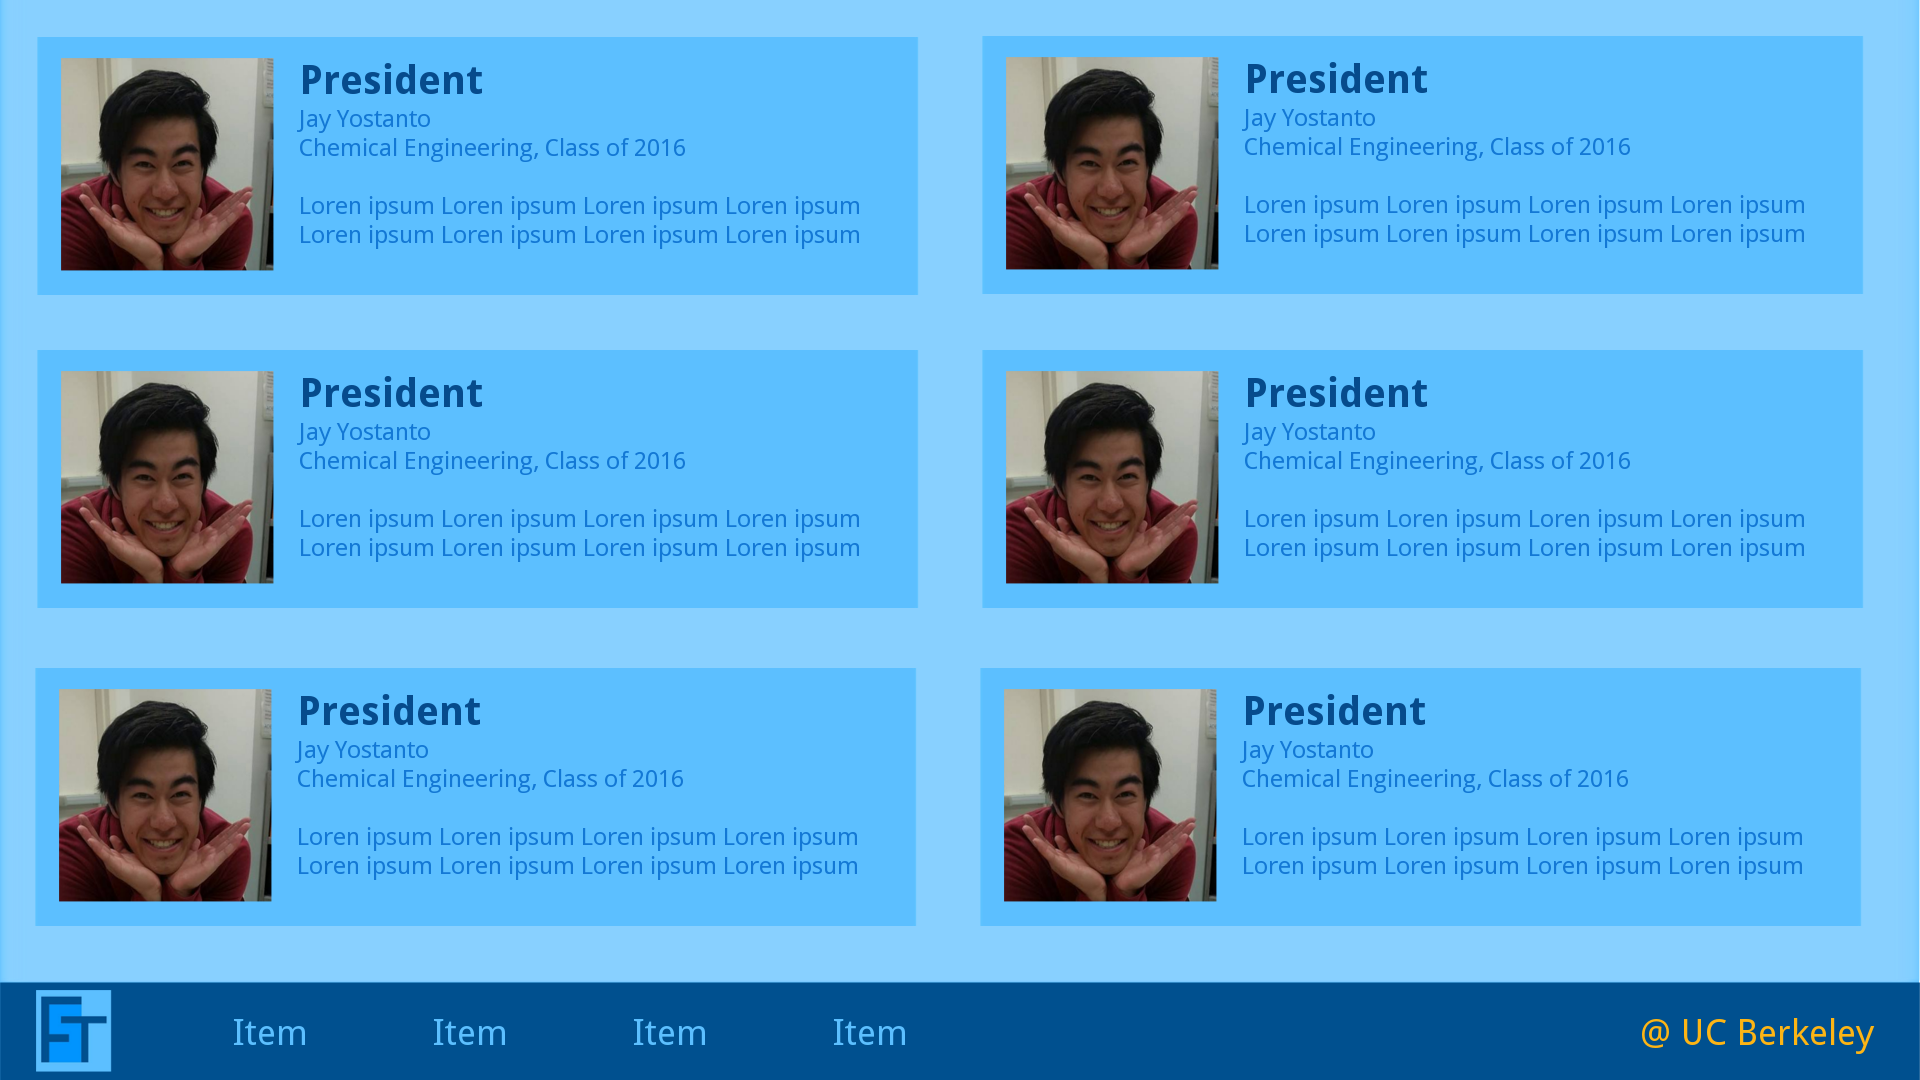 President
Jay Yostanto
Chemical Engineering, Class of 2016
Loren ipsum Loren ipsum Loren ipsum Loren ipsum
Loren ipsum Loren ipsum Loren ipsum Loren ipsum
President
Jay Yostanto
Chemical Engineering, Class of 2016
Loren ipsum Loren ipsum Loren ipsum Loren ipsum
Loren ipsum Loren ipsum Loren ipsum Loren ipsum
President
Jay Yostanto
Chemical Engineering, Class of 2016
Loren ipsum Loren ipsum Loren ipsum Loren ipsum
Loren ipsum Loren ipsum Loren ipsum Loren ipsum
President
Jay Yostanto
Chemical Engineering, Class of 2016
Loren ipsum Loren ipsum Loren ipsum Loren ipsum
Loren ipsum Loren ipsum Loren ipsum Loren ipsum
President
Jay Yostanto
Chemical Engineering, Class of 2016
Loren ipsum Loren ipsum Loren ipsum Loren ipsum
Loren ipsum Loren ipsum Loren ipsum Loren ipsum
President
Jay Yostanto
Chemical Engineering, Class of 2016
Loren ipsum Loren ipsum Loren ipsum Loren ipsum
Loren ipsum Loren ipsum Loren ipsum Loren ipsum
Item Item Item Item @ UC Berkeley